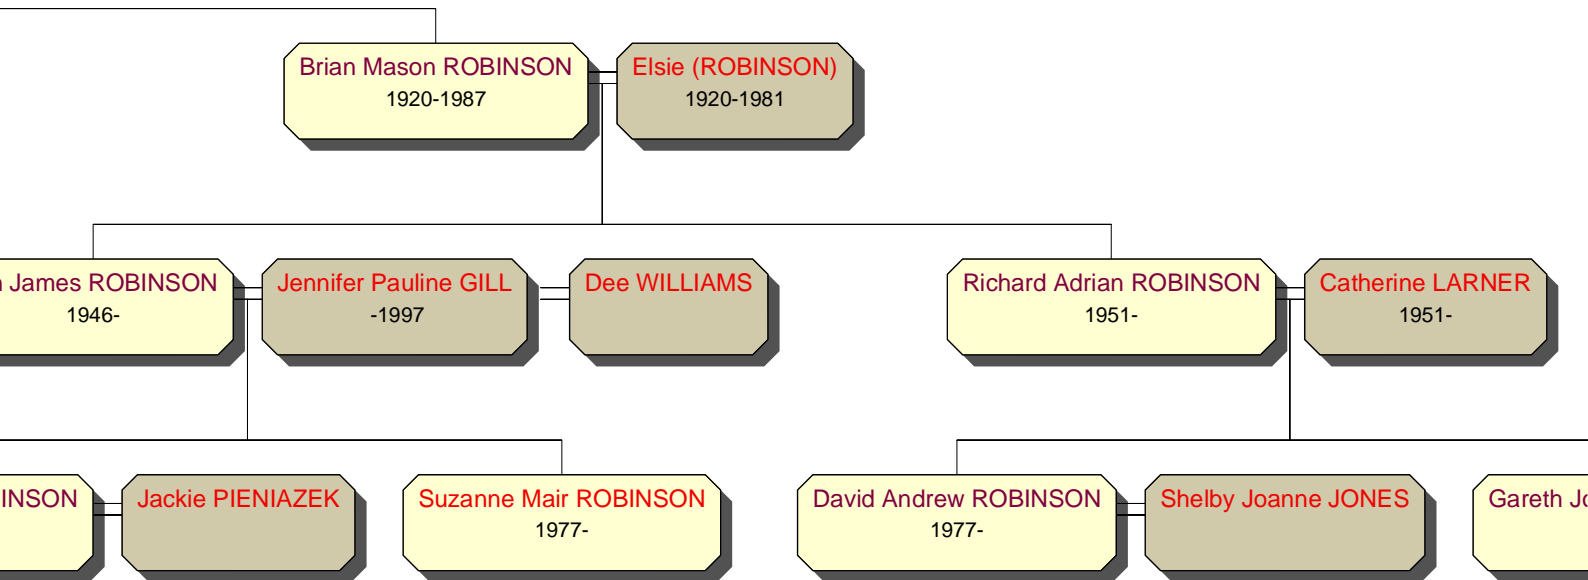 Brian Mason ROBINSON
1920-1987
Elsie (ROBINSON)
1920-1981
James ROBINSON
1946-
Jennifer Pauline GILL
-1997
Dee WILLIAMS
Richard Adrian ROBINSON
1951-
Catherine LARNER
1951-
INSON
Jackie PIENIAZEK
Suzanne Mair ROBINSON
1977-
David Andrew ROBINSON
1977-
Shelby Joanne JONES
Gareth